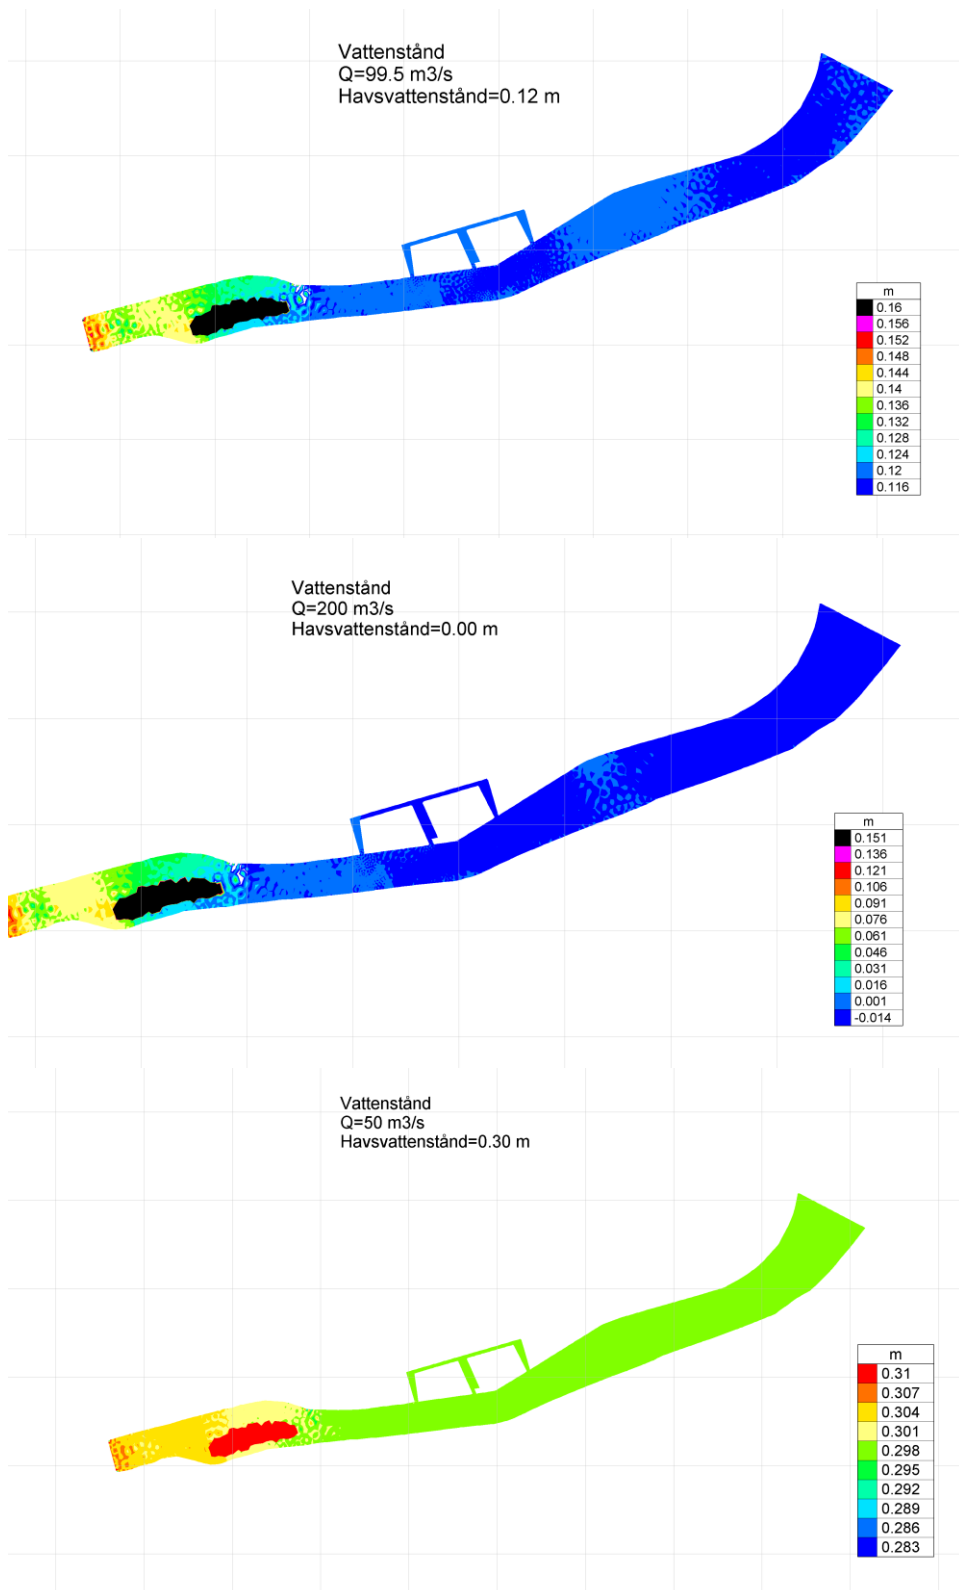 Vattenstånd
Q=99.5 m3/s
Havsvattenstånd=0.12 m
m
0.16
0.156
0.152
0.148
0.144
0.14
0.136
0.132
0.128
0.124
0.12
0.116
Vattenstånd
Q=200 m3/s
Havsvattenstånd=0.00 m
m
0.151
0.136
0.121
0.106
0.091
0.076
0.061
0.046
0.031
0.016
0.001
-0.014
Vattenstånd
Q=50 m3/s
Havsvattenstånd=0.30 m
m
0.31
0.307
0.304
0.301
0.298
0.295
0.292
0.289
0.286
0.283